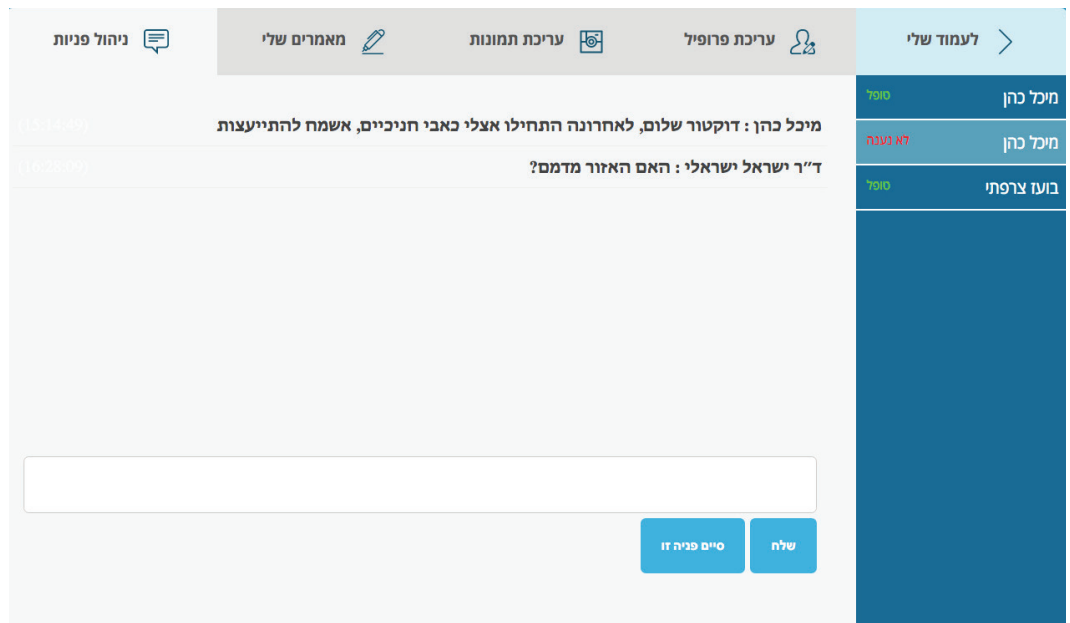 לעמוד שלי
עריכת פרופיל
עריכת תמונות
מאמרים שלי
ניהול פניות
מיכל כהן
טופל
מיכל כהן
לא נענה
בועז צרפתי
טופל
מיכל כהן : דוקטור שלום, לאחרונה התחילו אצלי כאבי חניכיים, אשמח להתייעצות
ד״ר ישראל ישראלי : האם האזור מדמם?
שלח
סיים פניה זו